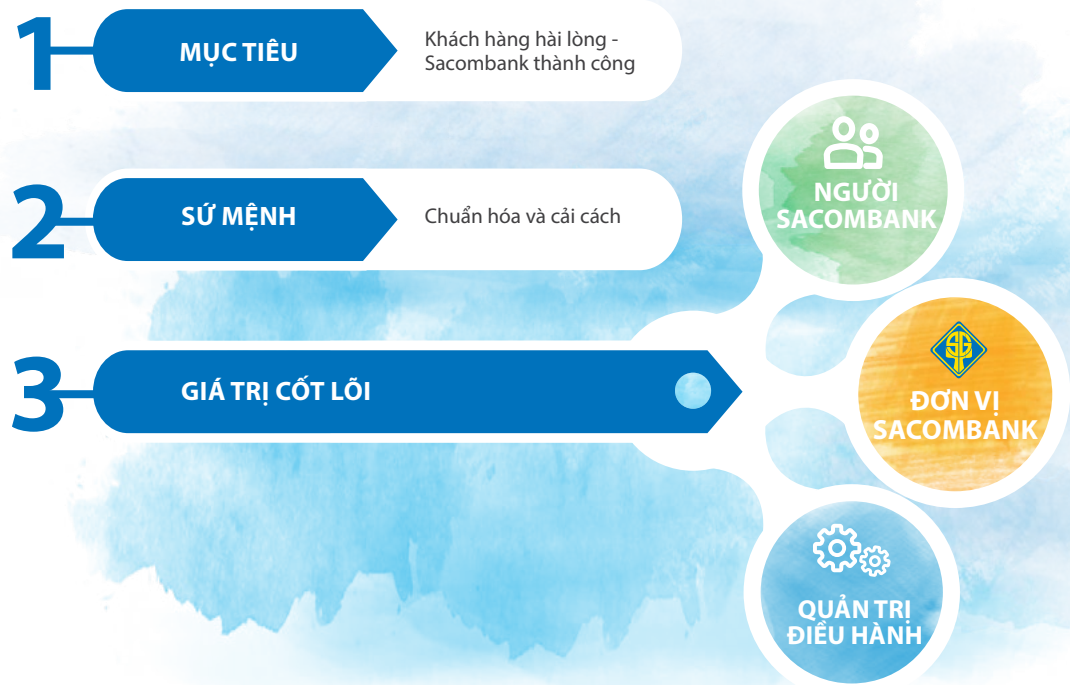 1
MỤC TIÊU
Khách hàng hài lòng -
Sacombank thành công
2
SỨ MỆNH
Chuẩn hóa và cải cách
3
GIÁ TRỊ CỐT LÕI
NGƯỜI
SACOMBANK
ĐƠN VỊ
SACOMBANK
QUẢN TRỊ
ĐIỀU HÀNH